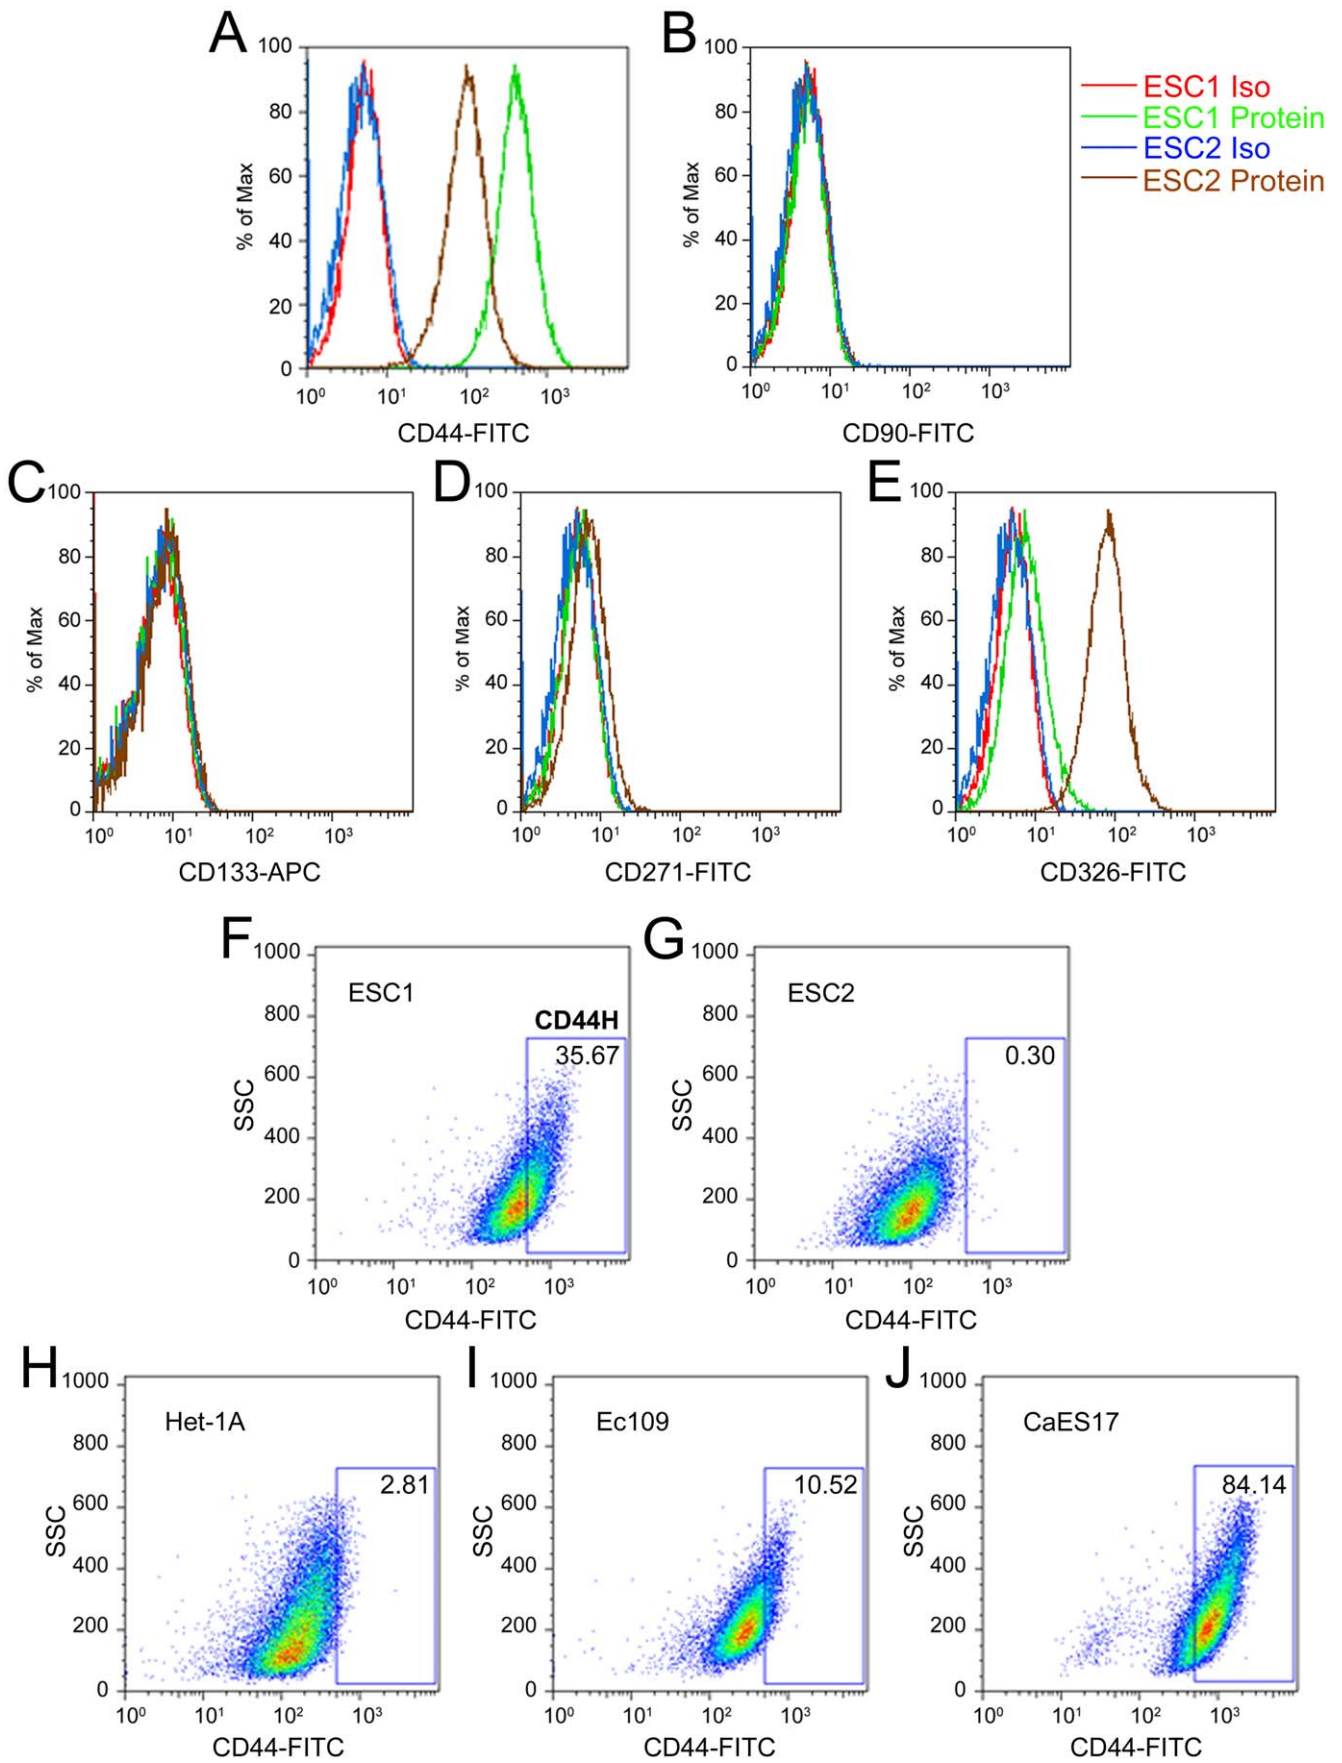 A
100
80
60
40
20
0
% of Max
10⁰ 10¹ 10² 10³
CD44-FITC
B
100
80
60
40
20
0
% of Max
10⁰ 10¹ 10² 10³
CD90-FITC
ESC1 Iso
ESC1 Protein
ESC2 Iso
ESC2 Protein
C
100
80
60
40
20
0
% of Max
10⁰ 10¹ 10² 10³
CD133-APC
D
100
80
60
40
20
0
% of Max
10⁰ 10¹ 10² 10³
CD271-FITC
E
100
80
60
40
20
0
% of Max
10⁰ 10¹ 10² 10³
CD326-FITC
F
1000
800
600
400
200
0
SSC
ESC1
CD44H
35.67
10⁰ 10¹ 10² 10³
CD44-FITC
G
1000
800
600
400
200
0
SSC
ESC2
0.30
10⁰ 10¹ 10² 10³
CD44-FITC
H
1000
800
600
400
200
0
SSC
Het-1A
2.81
10⁰ 10¹ 10² 10³
CD44-FITC
I
1000
800
600
400
200
0
SSC
Ec109
10.52
10⁰ 10¹ 10² 10³
CD44-FITC
J
1000
800
600
400
200
0
SSC
CaES17
84.14
10⁰ 10¹ 10² 10³
CD44-FITC